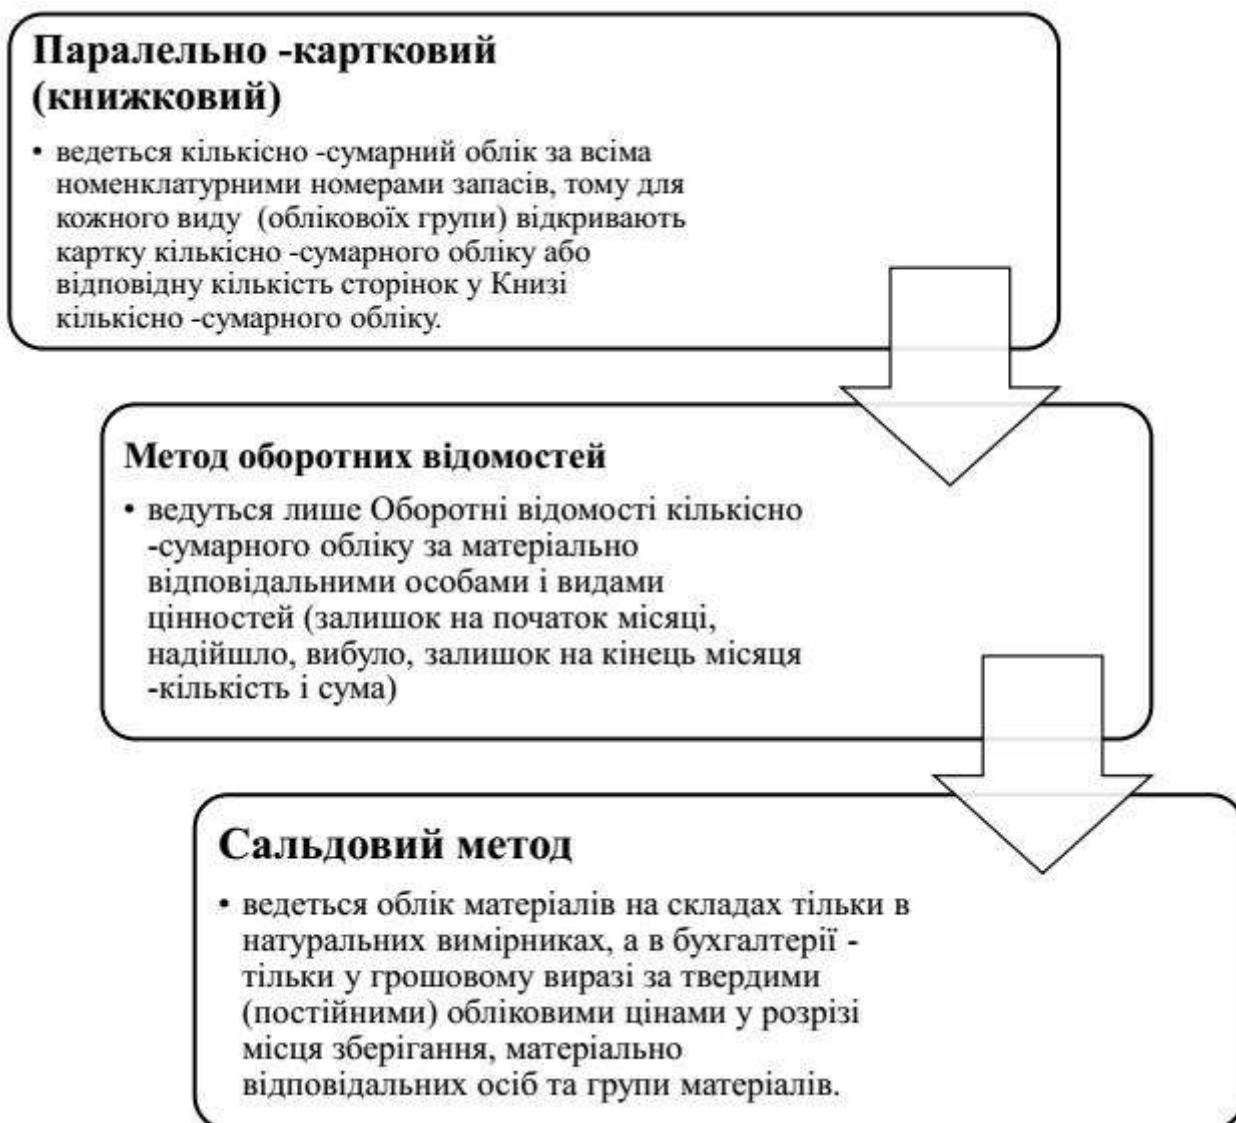 Паралельно -картковий
(книжковий)
• ведеться кількісно -сумарний облік за всіма
номенклатурними номерами запасів, тому для
кожного виду (обліковоїх групи) відкривають
картку кількісно -сумарного обліку або
відповідну кількість сторінок у Книзі
кількісно -сумарного обліку.
Метод оборотних відомостей
• ведуться лише Оборотні відомості кількісно
-сумарного обліку за матеріально
відповідальними особами і видами
цінностей (залишок на початок місяці,
надійшло, вибуло, залишок на кінець місяця
-кількість і сума)
Сальдовий метод
• ведеться облік матеріалів на складах тільки в
натуральних вимірниках, а в бухгалтерії -
тільки у грошовому виразі за твердими
(постійними) обліковими цінами у розрізі
місця зберігання, матеріально
відповідальних осіб та групи матеріалів.